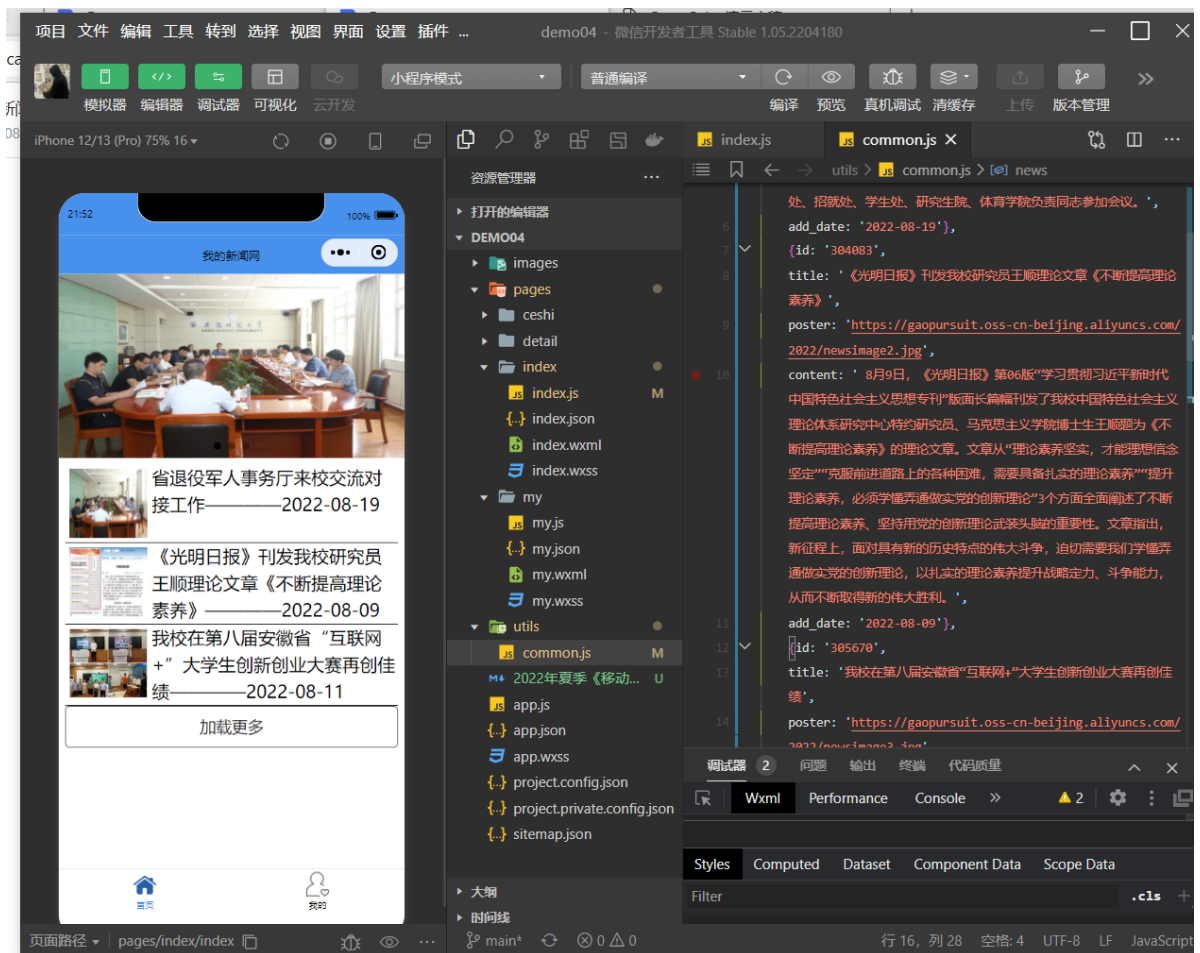 项目 文件 编辑 工具 转到 选择 视图 界面 设置 插件 ... demo04 - 微信开发者工具 Stable 1.05.2204180
小程序模式 普通编译
模拟器 编辑器 调试器 可视化 云开发 编译 预览 真机调试 清缓存 上传 版本管理
iPhone 12/13 (Pro) 75% 16
21:52 100%
我的新闻网
省退役军人事务厅来校交流对
接工作————2022-08-19
《光明日报》刊发我校研究员
王顺理论文章《不断提高理论
素养》————2022-08-09
我校在第八届安徽省“互联网
+”大学生创新创业大赛再创佳
绩————2022-08-11
加载更多
首页 我的
页面路径 pages/index/index
资源管理器 ...
打开的编辑器
DEMO04
images
pages
ceshi
detail
index
JS index.js M
{..} index.json
index.wxml
index.wxss
my
JS my.js
{..} my.json
my.wxml
my.wxss
utils
JS common.js M
M↓ 2022年夏季《移动... U
JS app.js
{..} app.json
app.wxss
{..} project.config.json
{..} project.private.config.json
{..} sitemap.json
大纲
时间线
main* 0 0
JS index.js JS common.js
utils > JS common.js > news
处、招就处、学生处、研究生院、体育学院负责同志参加会议。',
6 add_date: '2022-08-19'},
7 {id: '304083',
8 title: '《光明日报》刊发我校研究员王顺理论文章《不断提高理论
素养》',
9 poster: 'https://gaopursuit.oss-cn-beijing.aliyuncs.com/
2022/newsimage2.jpg',
10 content: ' 8月9日，《光明日报》第06版“学习贯彻习近平新时代
中国特色社会主义思想专刊”版面长篇幅刊发了我校中国特色社会主义
理论体系研究中心特约研究员、马克思主义学院博士生王顺题为《不
断提高理论素养》的理论文章。文章从“理论素养坚实，才能理想信念
坚定”“克服前进道路上的各种困难，需要具备扎实的理论素养”“提升
理论素养，必须学懂弄通做实党的创新理论”3个方面全面阐述了不断
提高理论素养、坚持用党的创新理论武装头脑的重要性。文章指出，
新征程上，面对具有新的历史特点的伟大斗争，迫切需要我们学懂弄
通做实党的创新理论，以扎实的理论素养提升战略定力、斗争能力，
从而不断取得新的伟大胜利。',
11 add_date: '2022-08-09'},
12 {id: '305670',
13 title: '我校在第八届安徽省“互联网+”大学生创新创业大赛再创佳
绩',
14 poster: 'https://gaopursuit.oss-cn-beijing.aliyuncs.com/
2022/newsimage3.jpg'
调试器 2 问题 输出 终端 代码质量
Wxml Performance Console 2
Styles Computed Dataset Component Data Scope Data
Filter .cls
行 16，列 28 空格: 4 UTF-8 LF JavaScript